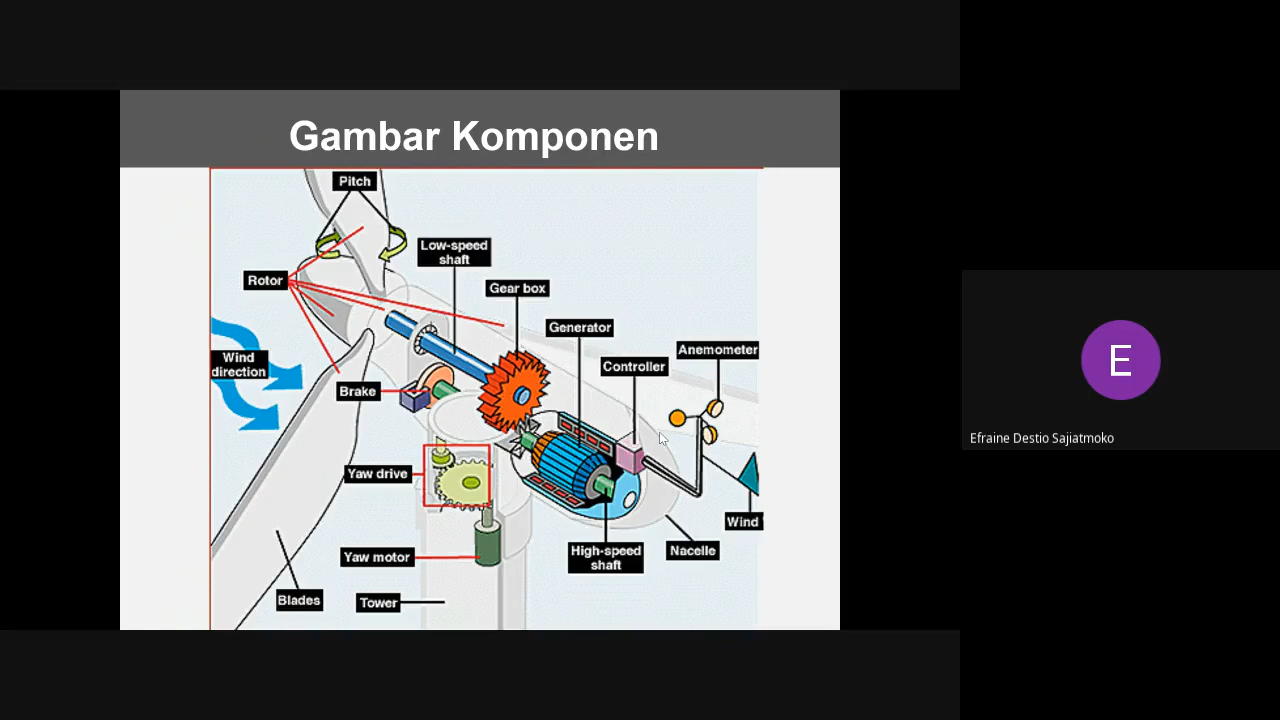 Gambar Komponen
Pitch
Low-speed
shaft
Rotor
Gear box
Generator
Anemometer
Wind
direction
Controller
Brake
Yaw drive
Wind
Yaw motor
High-speed
shaft
Nacelle
Blades
Tower
E
Efraine Destio Sajiatmoko